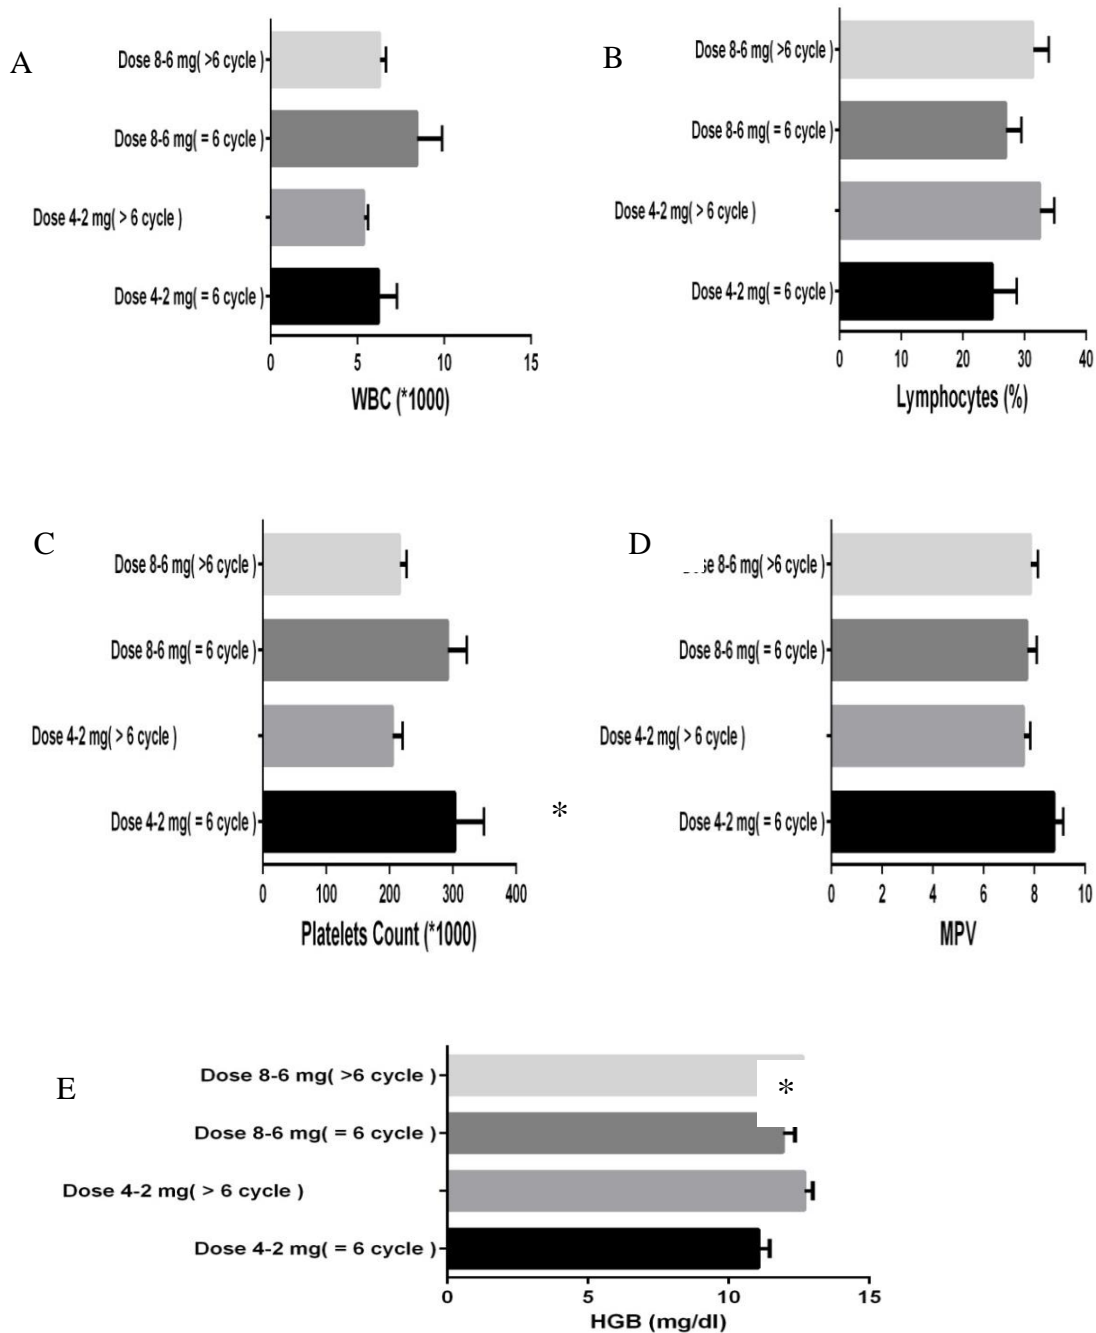 A
Dose 8-6 mg( >6 cycle )
Dose 8-6 mg( = 6 cycle )
Dose 4-2 mg( > 6 cycle )
Dose 4-2 mg( = 6 cycle )
0 5 10 15
WBC (*1000)
B
Dose 8-6 mg( >6 cycle )
Dose 8-6 mg( = 6 cycle )
Dose 4-2 mg( > 6 cycle )
Dose 4-2 mg( = 6 cycle )
0 10 20 30 40
Lymphocytes (%)
C
Dose 8-6 mg( >6 cycle )
Dose 8-6 mg( = 6 cycle )
Dose 4-2 mg( > 6 cycle )
Dose 4-2 mg( = 6 cycle )
*
0 100 200 300 400
Platelets Count (*1000)
D
8-6 mg( >6 cycle )
Dose 8-6 mg( = 6 cycle )
Dose 4-2 mg( > 6 cycle )
Dose 4-2 mg( = 6 cycle )
0 2 4 6 8 10
MPV
E
Dose 8-6 mg( >6 cycle )
*
Dose 8-6 mg( = 6 cycle )
Dose 4-2 mg( > 6 cycle )
Dose 4-2 mg( = 6 cycle )
0 5 10 15
HGB (mg/dl)